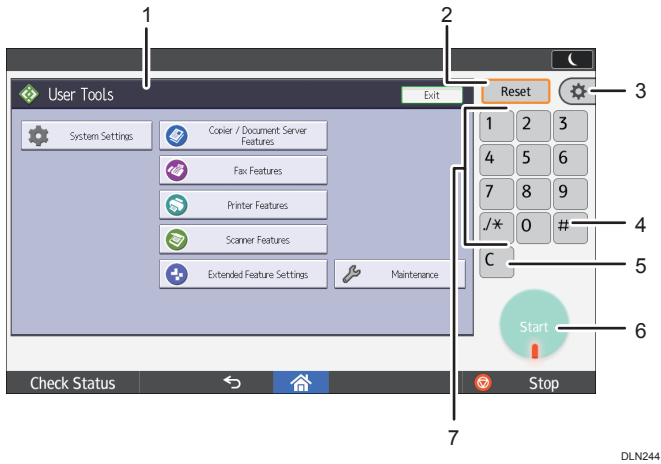 1
2
User Tools
Exit
Reset
3
System Settings
Copier / Document Server
Features
1 2 3
Fax Features
4 5 6
Printer Features
7 8 9
Scanner Features
./* 0 #
4
Extended Feature Settings
Maintenance
C
5
Start
6
Check Status
Stop
7
DLN244